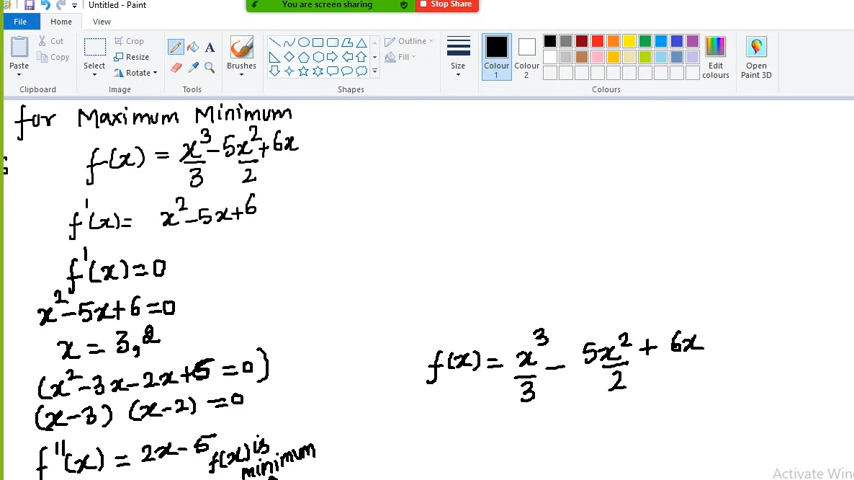 Untitled - Paint
You are screen sharing
Stop Share
File Home View
Cut
Copy
Paste
Clipboard
Crop
Resize
Rotate
Select
Image
A
Tools
Brushes
Outline
Fill
Shapes
Size
Colour 1
Colour 2
Colours
Edit colours
Open Paint 3D
for Maximum Minimum
f(x) = x³/3 - 5x²/2 + 6x
f'(x) = x² - 5x + 6
f'(x) = 0
x² - 5x + 6 = 0
x = 3, 2
(x² - 3x - 2x + 5 = 0)
(x - 3) (x - 2) = 0
f''(x) = 2x - 5 f(x) is
minimum
f(x) = x³/3 - 5x²/2 + 6x
Activate Win